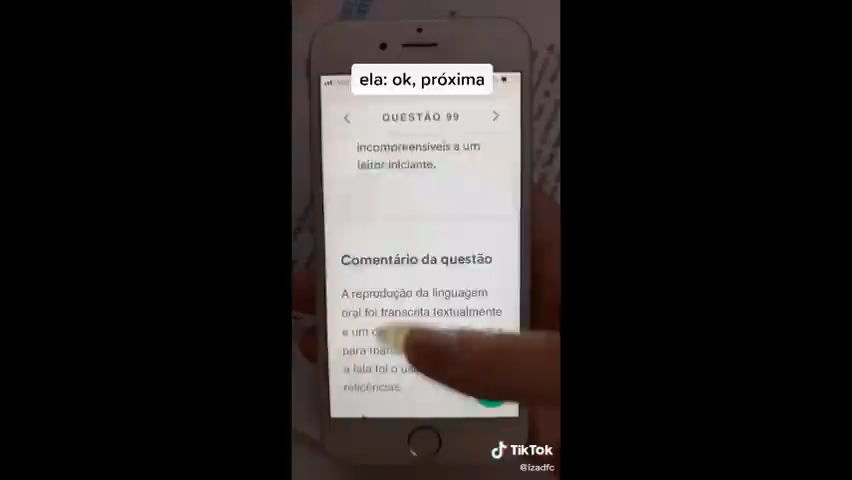 ela: ok, próxima
QUESTÃO 99
incompreensíveis a um
leitor iniciante.
Comentário da questão
A reprodução da linguagem
oral foi transcrita textualmente
e um
para
a fala foi o
reticências.
TikTok
@izadfc